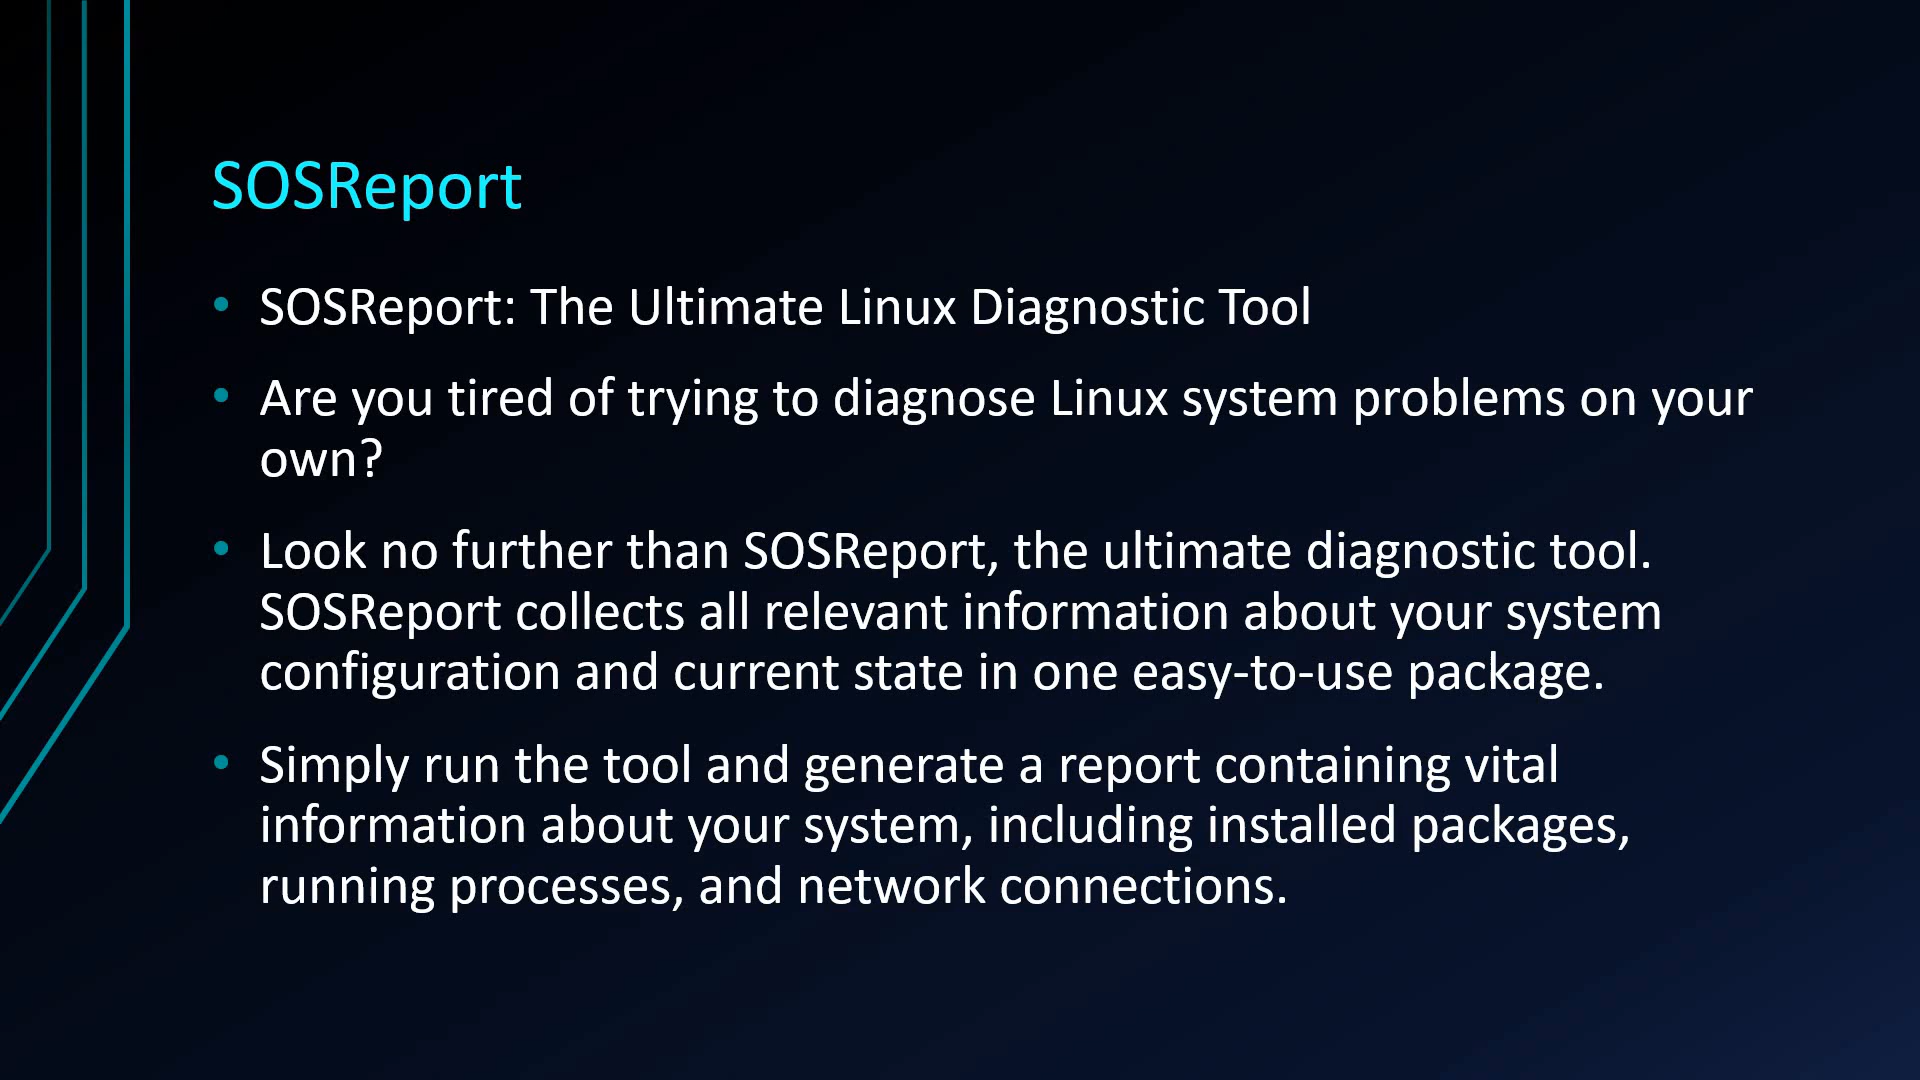 SOSReport
• SOSReport: The Ultimate Linux Diagnostic Tool
• Are you tired of trying to diagnose Linux system problems on your
own?
• Look no further than SOSReport, the ultimate diagnostic tool.
SOSReport collects all relevant information about your system
configuration and current state in one easy-to-use package.
• Simply run the tool and generate a report containing vital
information about your system, including installed packages,
running processes, and network connections.